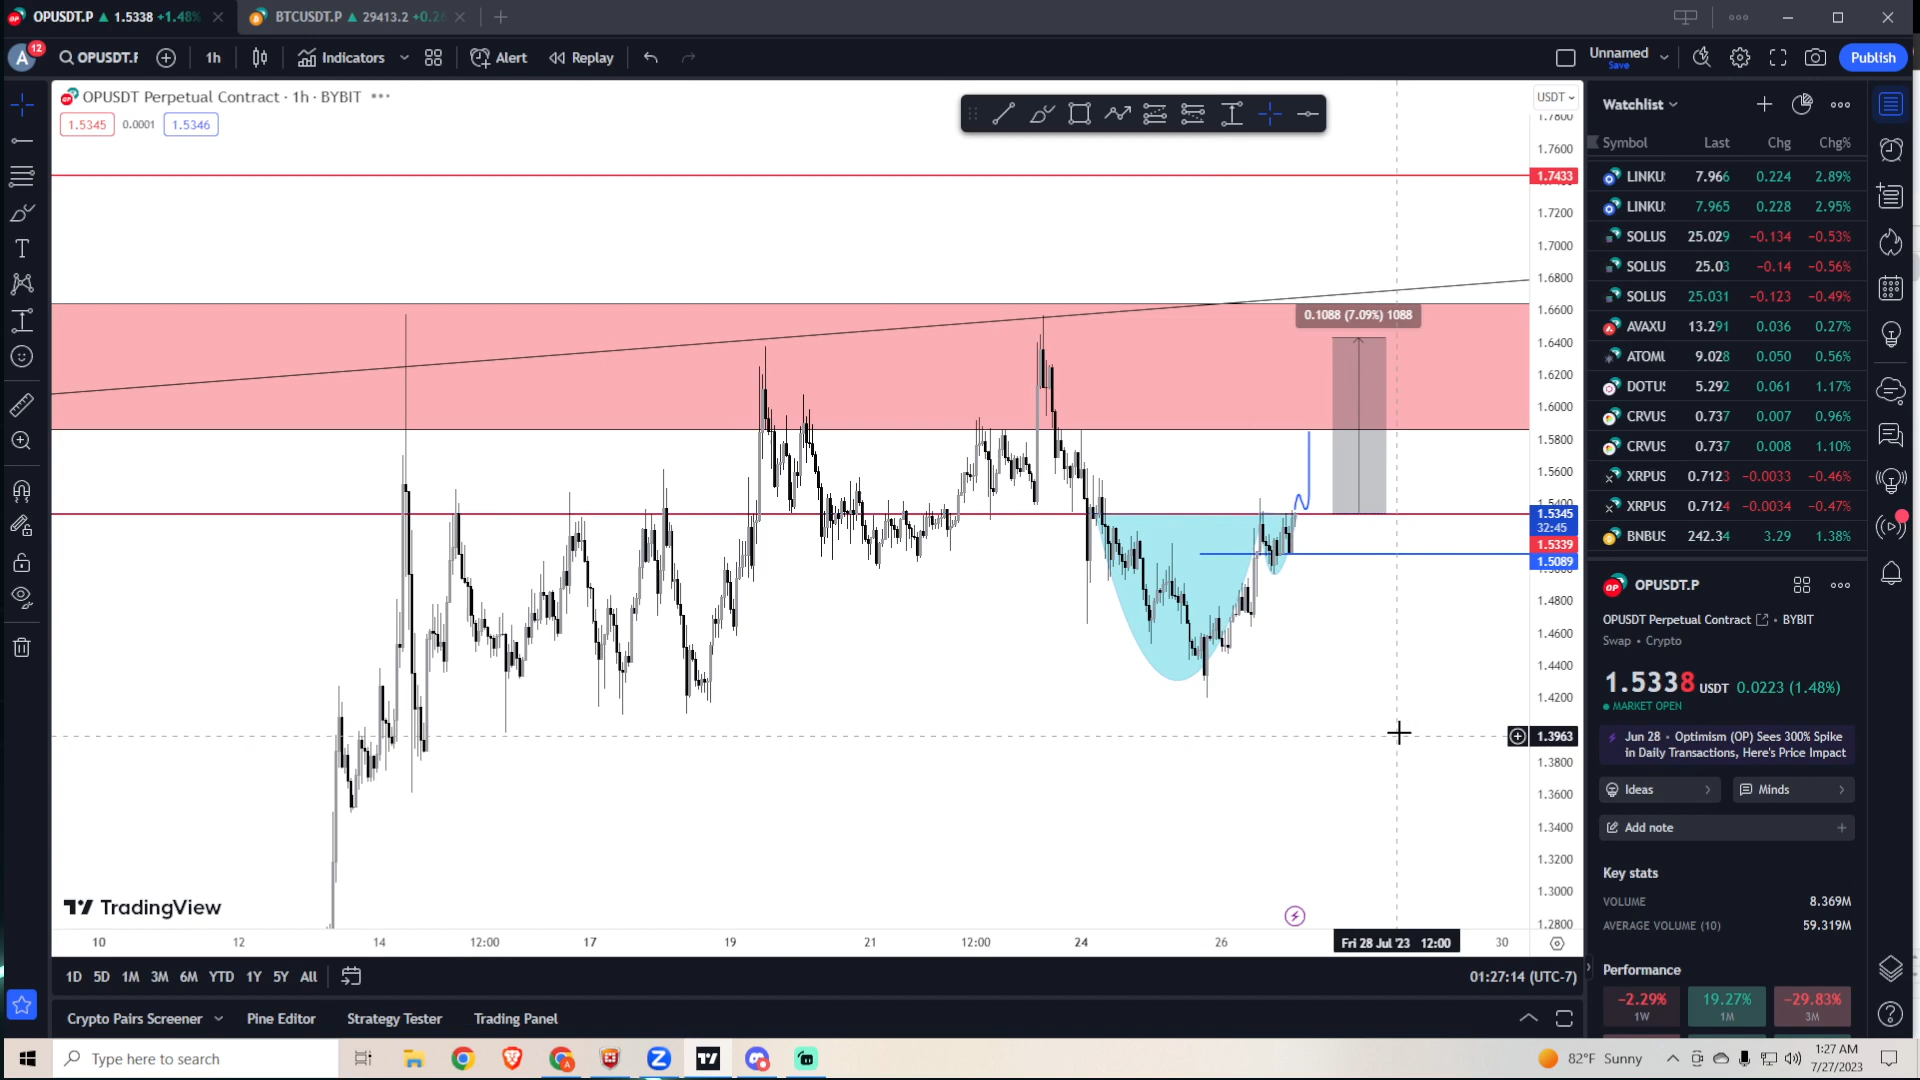 OPUSDT.P ▲ 1.5338 +1.48%
BTCUSDT.P ▲ 29413.2 +0.26
A 12 OPUSDT.F 1h Indicators Alert Replay Unnamed Save Publish
OPUSDT Perpetual Contract · 1h · BYBIT
1.5345 0.0001 1.5346
USDT
1.7800
1.7600
1.7433
1.7200
1.7000
1.6800
1.6600
0.1088 (7.09%) 1088
1.6400
1.6200
1.6000
1.5800
1.5600
1.5400
1.5345
32:45
1.5339
1.5089
1.4800
1.4600
1.4400
1.4200
1.3963
1.3800
1.3600
1.3400
1.3200
1.3000
1.2800
TradingView
10 12 14 12:00 17 19 21 12:00 24 26 Fri 28 Jul '23 12:00 30
1D 5D 1M 3M 6M YTD 1Y 5Y All 01:27:14 (UTC-7)
Crypto Pairs Screener Pine Editor Strategy Tester Trading Panel
Watchlist
Symbol Last Chg Chg%
LINKU 7.966 0.224 2.89%
LINKU 7.965 0.228 2.95%
SOLUS 25.029 −0.134 −0.53%
SOLUS 25.03 −0.14 −0.56%
SOLUS 25.031 −0.123 −0.49%
AVAXU 13.291 0.036 0.27%
ATOMU 9.028 0.050 0.56%
DOTUS 5.292 0.061 1.17%
CRVUS 0.737 0.007 0.96%
CRVUS 0.737 0.008 1.10%
XRPUS 0.7123 −0.0033 −0.46%
XRPUS 0.7124 −0.0034 −0.47%
BNBUS 242.34 3.29 1.38%
OPUSDT.P
OPUSDT Perpetual Contract • BYBIT
Swap • Crypto
1.5338 USDT 0.0223 (1.48%)
MARKET OPEN
Jun 28 • Optimism (OP) Sees 300% Spike
in Daily Transactions, Here's Price Impact
Ideas Minds
Add note
Key stats
VOLUME 8.369M
AVERAGE VOLUME (10) 59.319M
Performance
−2.29% 19.27% −29.83%
1W 1M 3M
Type here to search
82°F Sunny
1:27 AM
7/27/2023